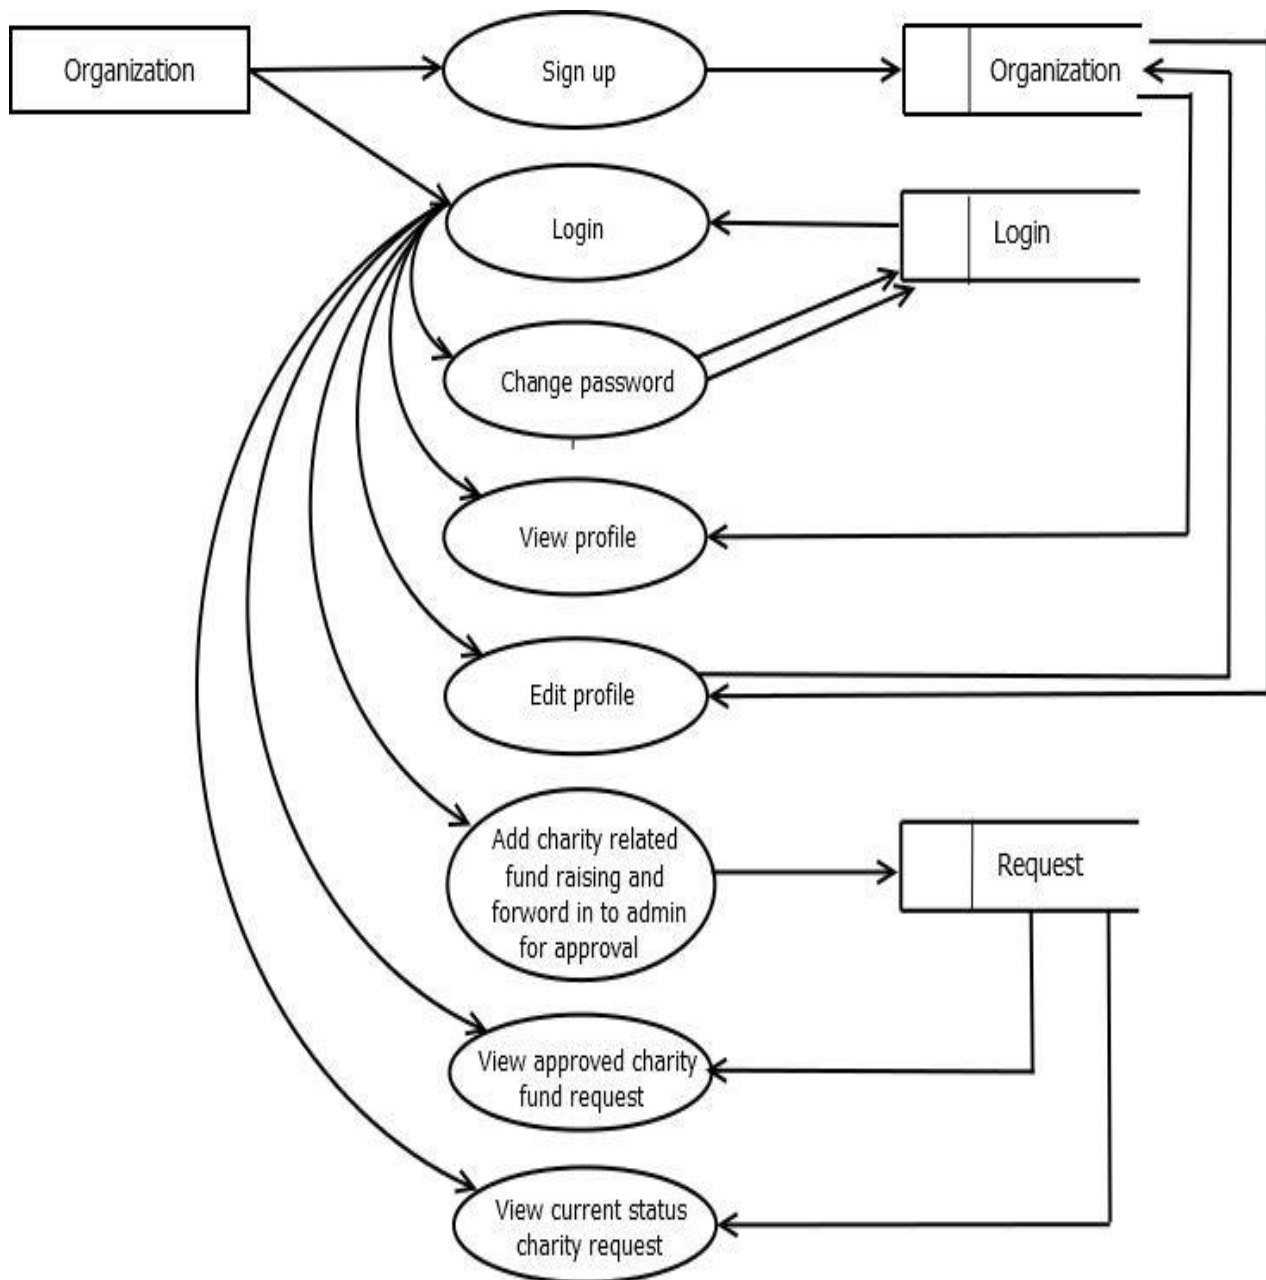 Organization
Sign up
Organization
Login
Login
Change password
View profile
Edit profile
Add charity related
fund raising and
forword in to admin
for approval
Request
View approved charity
fund request
View current status
charity request